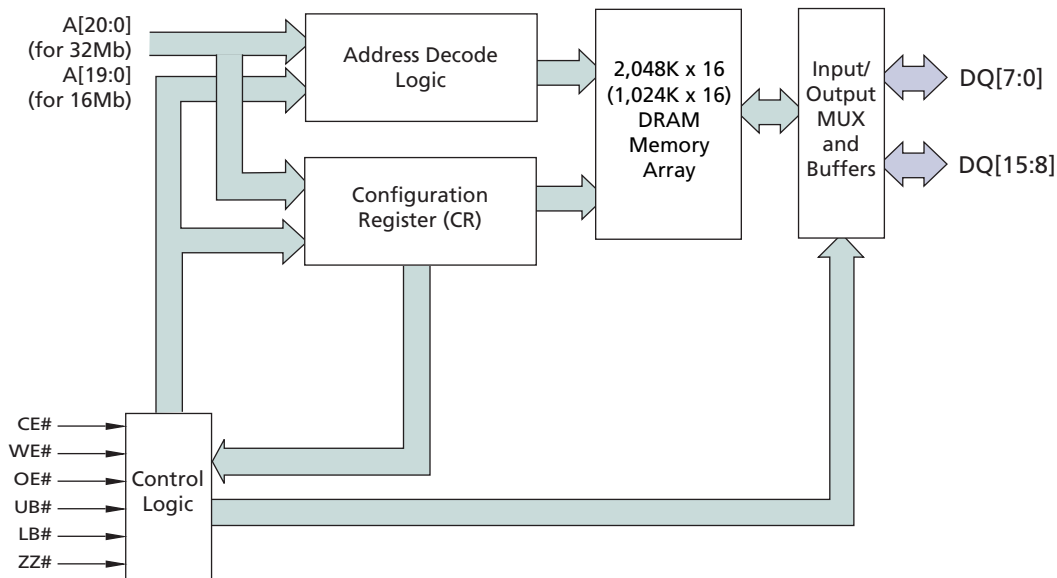 A[20:0]
(for 32Mb)
A[19:0]
(for 16Mb)
Address Decode
Logic
2,048K x 16
(1,024K x 16)
DRAM
Memory
Array
Input/
Output
MUX
and
Buffers
DQ[7:0]
DQ[15:8]
Configuration
Register (CR)
CE#
WE#
OE#
UB#
LB#
ZZ#
Control
Logic